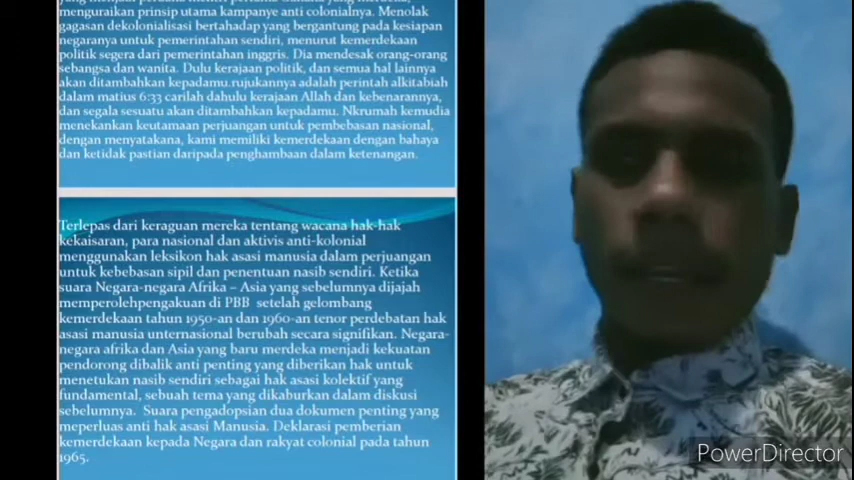 menguraikan prinsip utama kampanye anti colonialnya. Menolak
gagasan dekolonialisasi bertahap yang bergantung pada kesiapan
negaranya untuk pemerintahan sendiri, menurut kemerdekaan
politik segera dari pemerintahan inggris. Dia mendesak orang-orang
sebangsa dan wanita. Dulu kerajaan politik, dan semua hal lainnya
akan ditambahkan kepadamu.rujukannya adalah perintah alkitabiah
dalam matius 6:33 carilah dahulu kerajaan Allah dan kebenarannya,
dan segala sesuatu akan ditambahkan kepadamu. Nkrumah kemudia
menekankan keutamaan perjuangan untuk pembebasan nasional,
dengan menyatakana, kami memiliki kemerdekaan dengan bahaya
dan ketidak pastian daripada penghambaan dalam ketenangan.
Terlepas dari keraguan mereka tentang wacana hak-hak
kekaisaran, para nasional dan aktivis anti-kolonial
menggunakan leksikon hak asasi manusia dalam perjuangan
untuk kebebasan sipil dan penentuan nasib sendiri. Ketika
suara Negara-negara Afrika – Asia yang sebelumnya dijajah
memperolehpengakuan di PBB setelah gelombang
kemerdekaan tahun 1950-an dan 1960-an tenor perdebatan hak
asasi manusia unternasional berubah secara signifikan. Negara-
negara afrika dan Asia yang baru merdeka menjadi kekuatan
pendorong dibalik anti penting yang diberikan hak untuk
menetukan nasib sendiri sebagai hak asasi kolektif yang
fundamental, sebuah tema yang dikaburkan dalam diskusi
sebelumnya. Suara pengadopsian dua dokumen penting yang
meperluas anti hak asasi Manusia. Deklarasi pemberian
kemerdekaan kepada Negara dan rakyat colonial pada tahun
1965.
PowerDirector